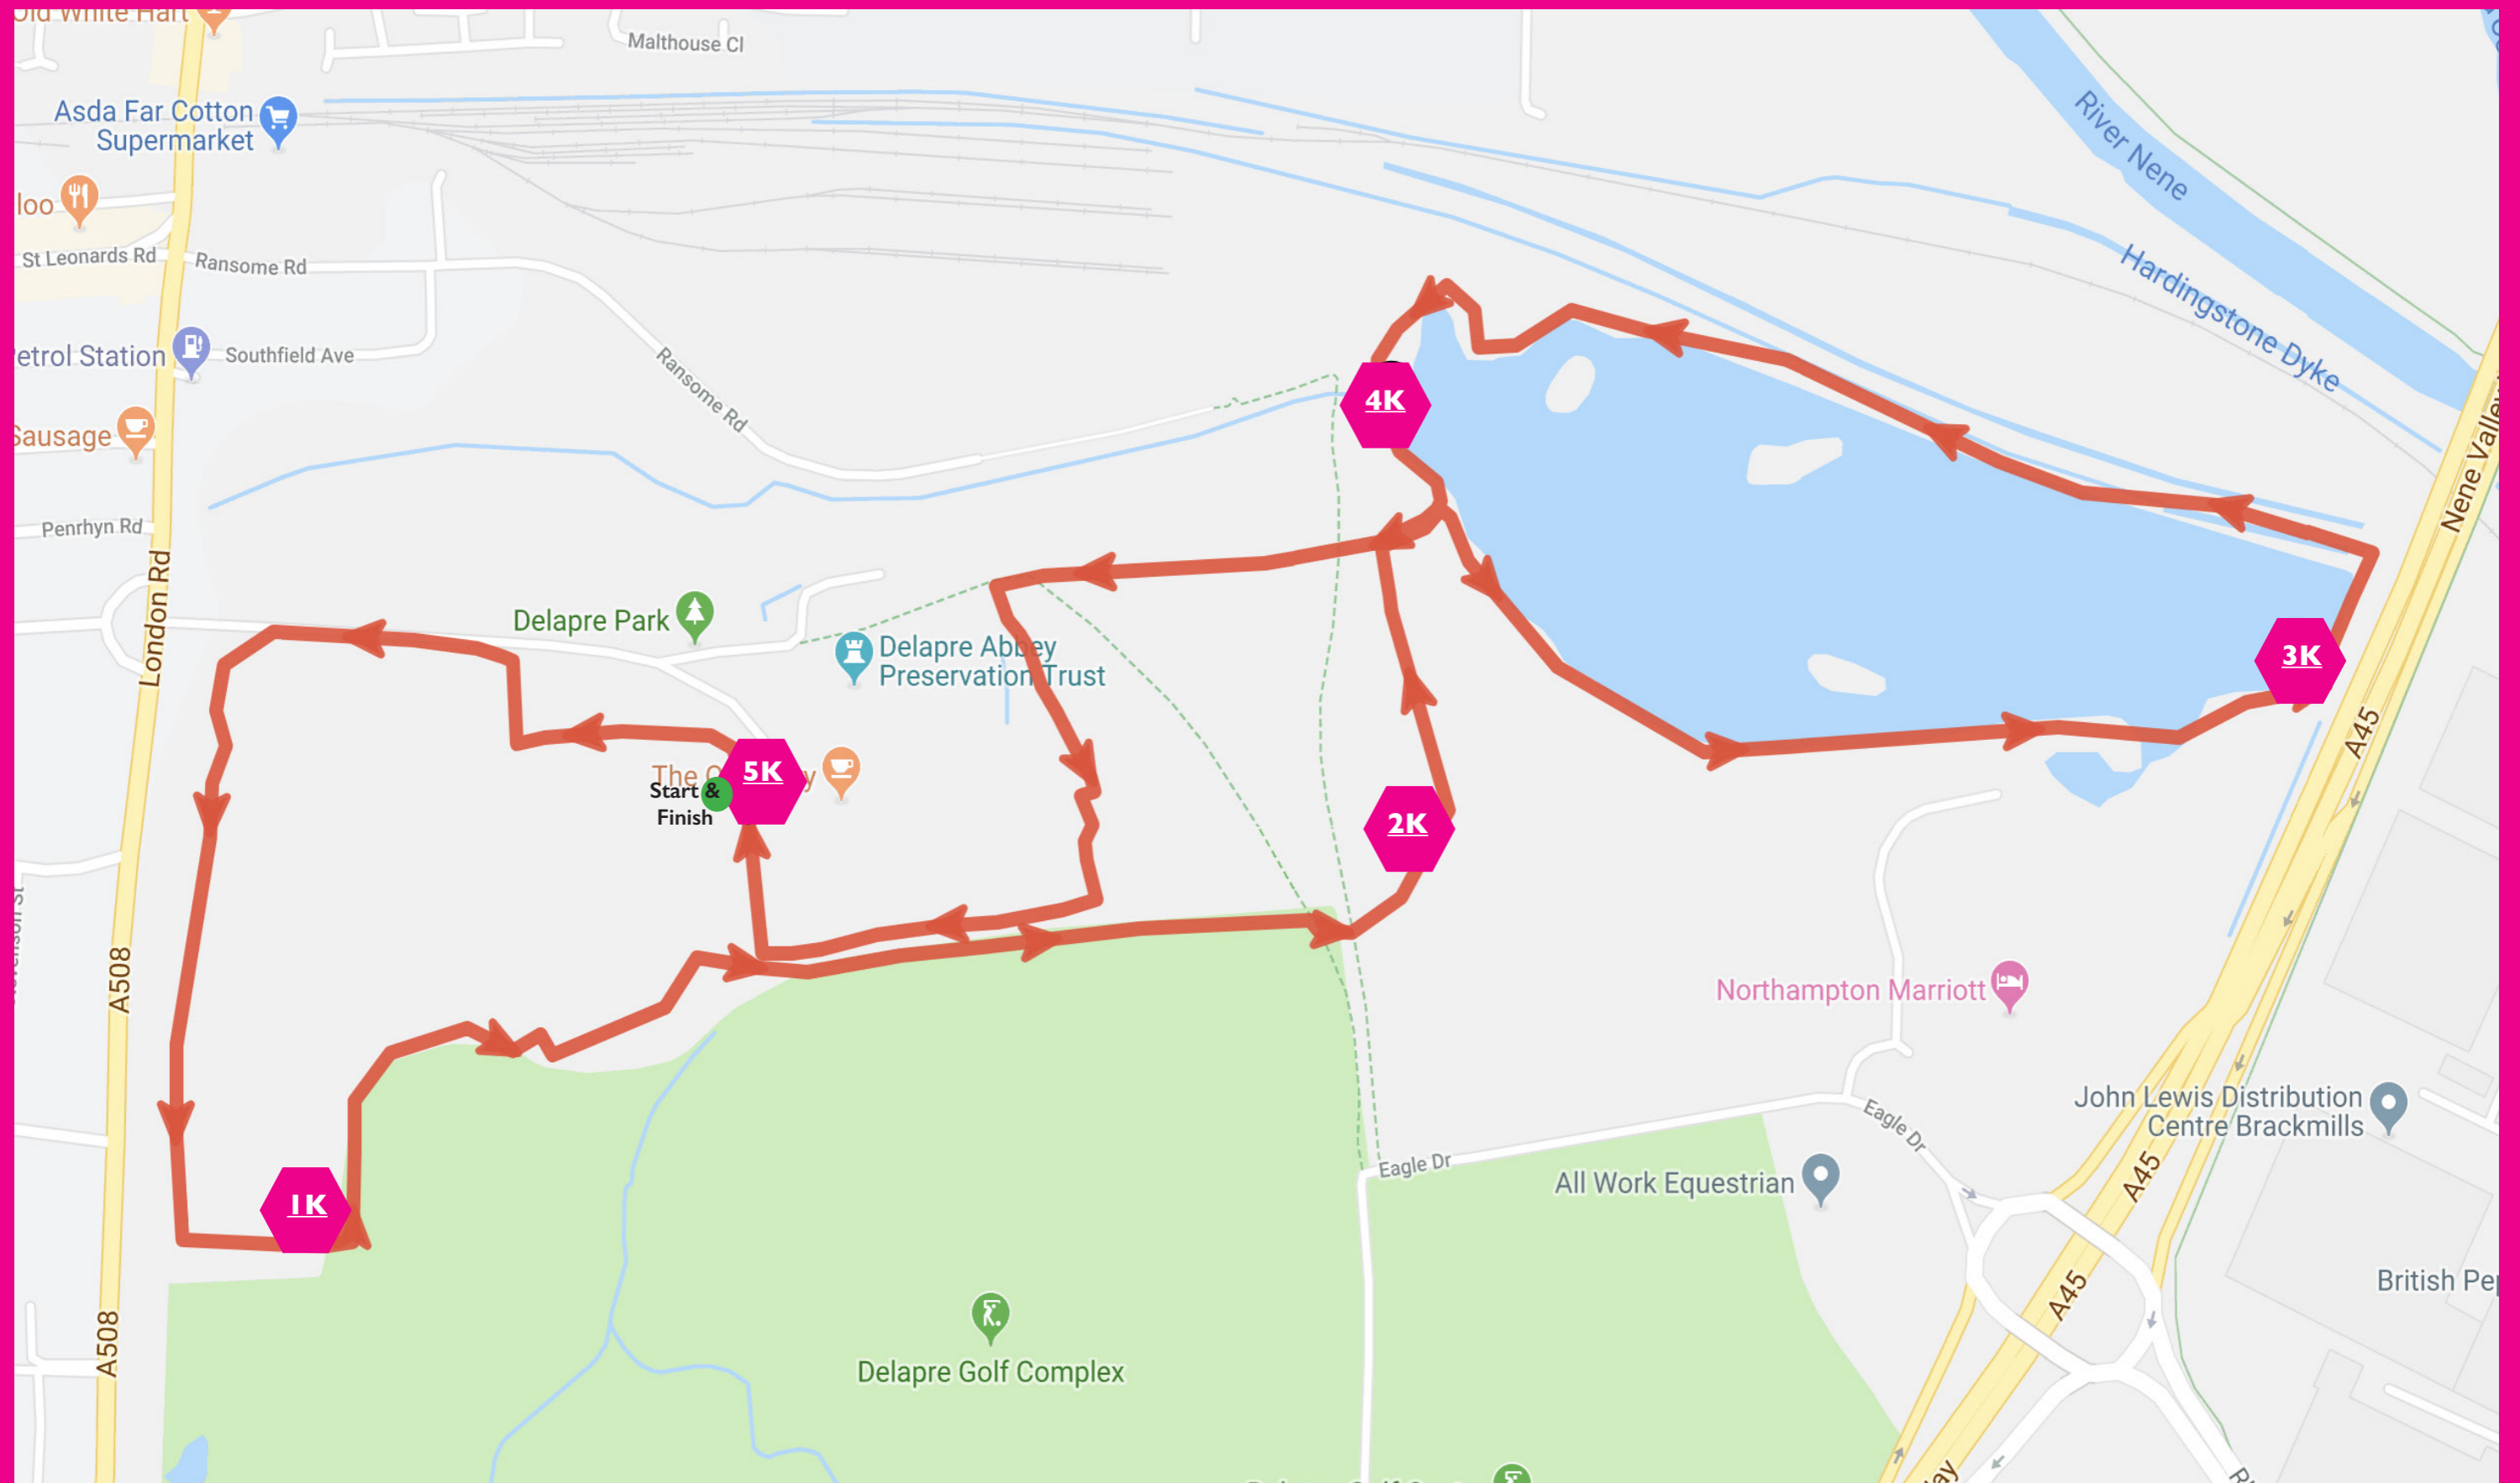 Old White Hart
Malthouse Cl
Asda Far Cotton
Supermarket
River Nene
loo
St Leonards Rd
Ransome Rd
Hardingstone Dyke
Petrol Station
Southfield Ave
Ransome Rd
4K
Sausage
Nene Valley
Penrhyn Rd
London Rd
Delapre Park
Delapre Abbey
Preservation Trust
3K
A45
5K
Start &
Finish
2K
A508
Northampton Marriott
John Lewis Distribution
Centre Brackmills
Eagle Dr
Eagle Dr
All Work Equestrian
A45
1K
A45
British Pe
A508
Delapre Golf Complex